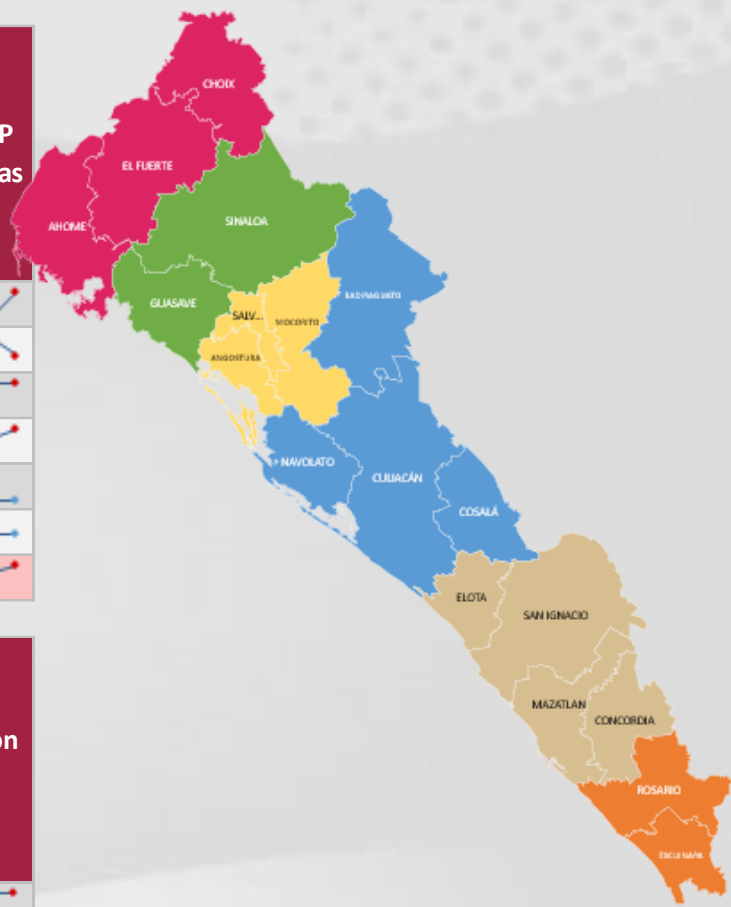 P
as
on
CHOIX
EL FUERTE
AHOME
SINALOA
GUASAVE
SALV...
MOCORITO
BADIRAGUATO
ANGOSTURA
NAVOLATO
CULIACÁN
COSALÁ
ELOTA
SAN IGNACIO
MAZATLAN
CONCORDIA
ROSARIO
ESCUINAPA